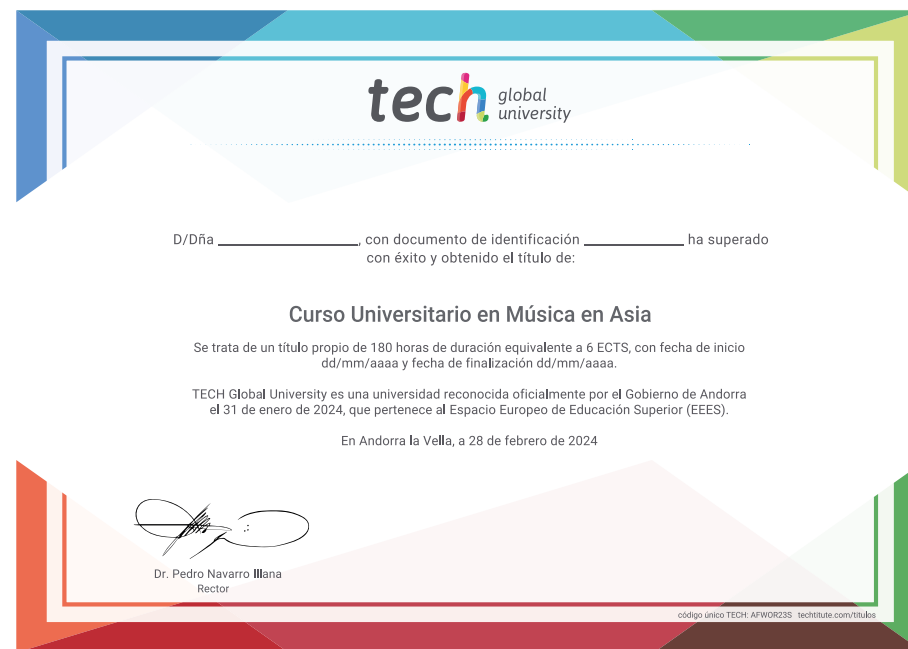 tech global university
D/Dña ______________, con documento de identificación __________ ha superado
con éxito y obtenido el título de:
Curso Universitario en Música en Asia
Se trata de un título propio de 180 horas de duración equivalente a 6 ECTS, con fecha de inicio
dd/mm/aaaa y fecha de finalización dd/mm/aaaa.
TECH Global University es una universidad reconocida oficialmente por el Gobierno de Andorra
el 31 de enero de 2024, que pertenece al Espacio Europeo de Educación Superior (EEES).
En Andorra la Vella, a 28 de febrero de 2024
Dr. Pedro Navarro Illana
Rector
código único TECH: AFWOR23S techtitute.com/titulos